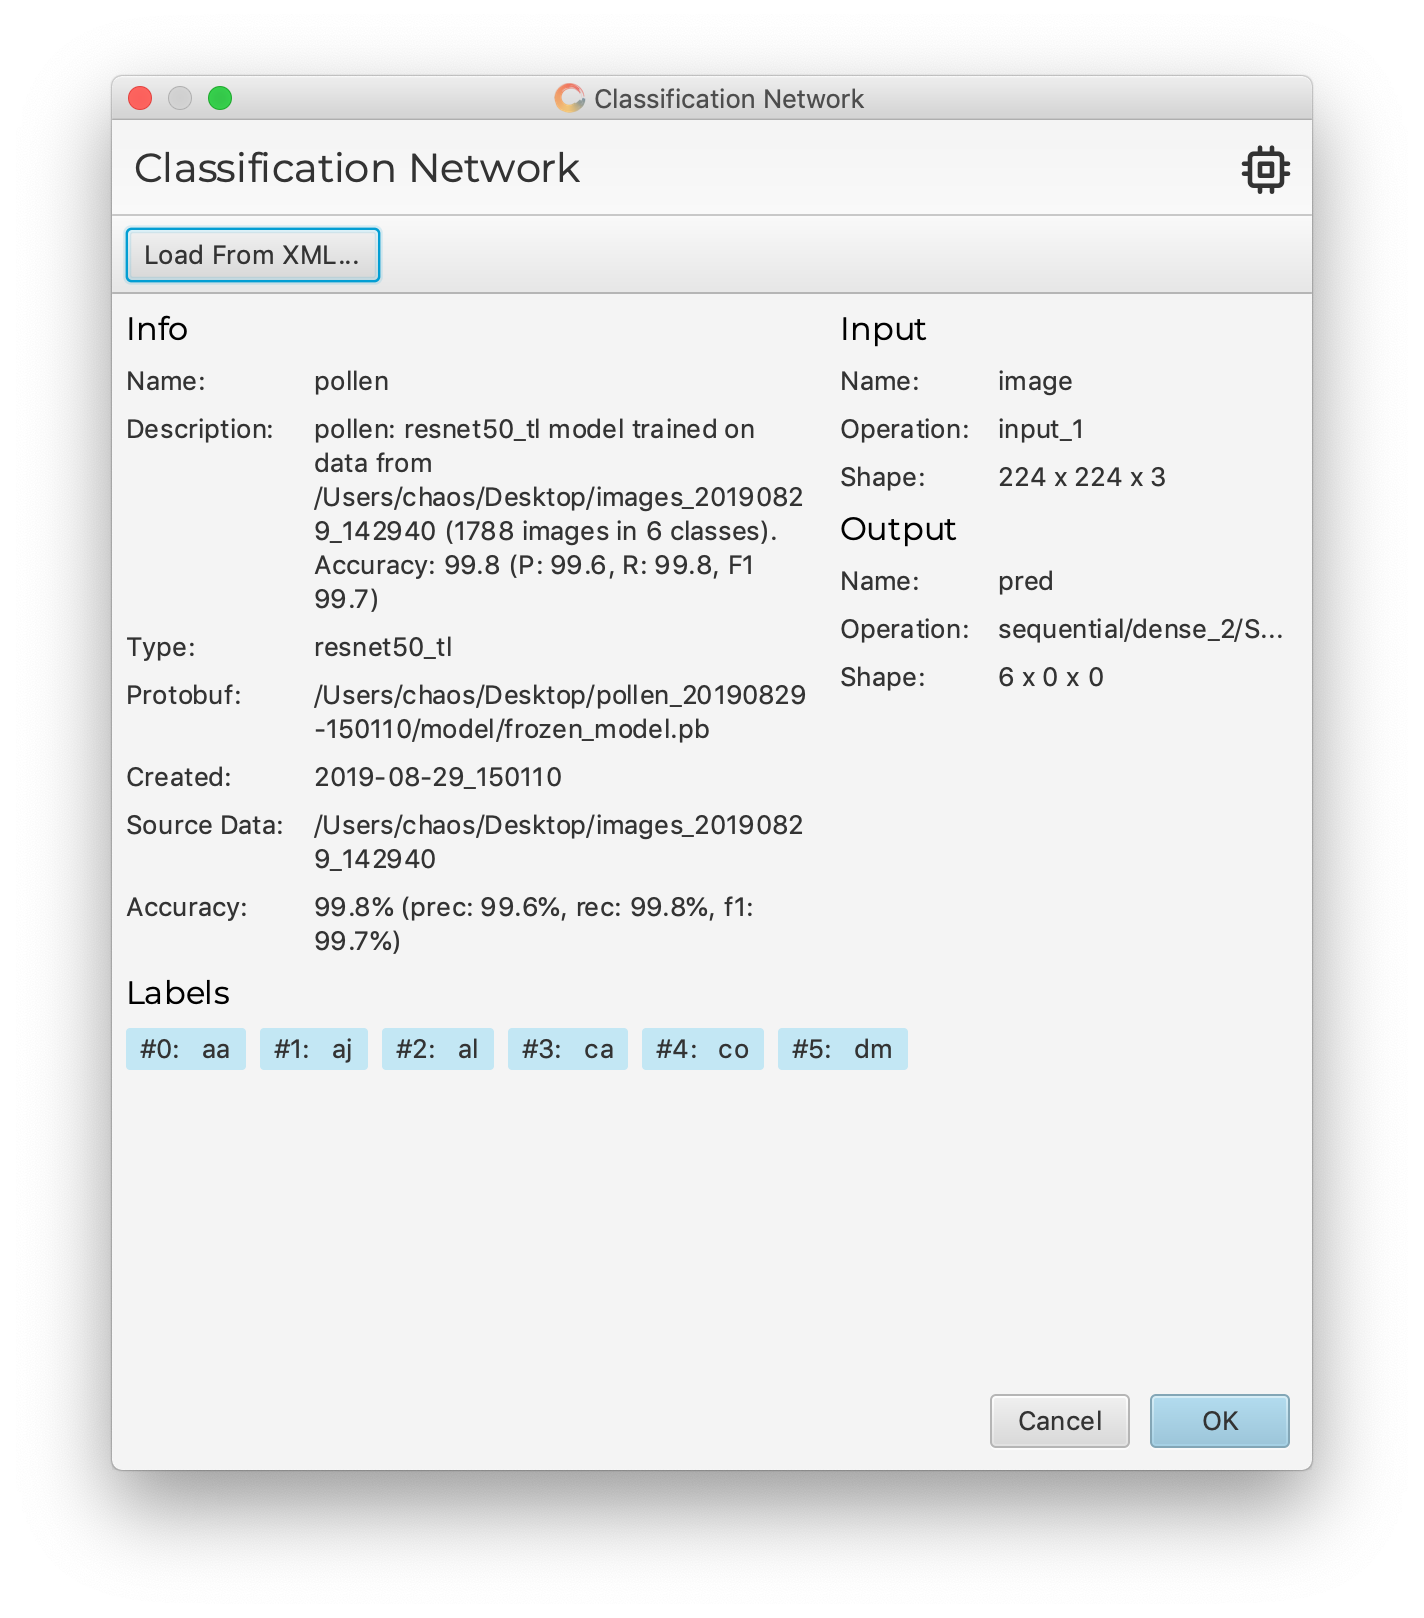 Classification Network
Classification Network
Load From XML...
Info
Name: pollen
Description: pollen: resnet50_tl model trained on
data from
/Users/chaos/Desktop/images_2019082
9_142940 (1788 images in 6 classes).
Accuracy: 99.8 (P: 99.6, R: 99.8, F1
99.7)
Type: resnet50_tl
Protobuf: /Users/chaos/Desktop/pollen_20190829
-150110/model/frozen_model.pb
Created: 2019-08-29_150110
Source Data: /Users/chaos/Desktop/images_2019082
9_142940
Accuracy: 99.8% (prec: 99.6%, rec: 99.8%, f1:
99.7%)
Input
Name: image
Operation: input_1
Shape: 224 x 224 x 3
Output
Name: pred
Operation: sequential/dense_2/S...
Shape: 6 x 0 x 0
Labels
#0: aa #1: aj #2: al #3: ca #4: co #5: dm
Cancel OK